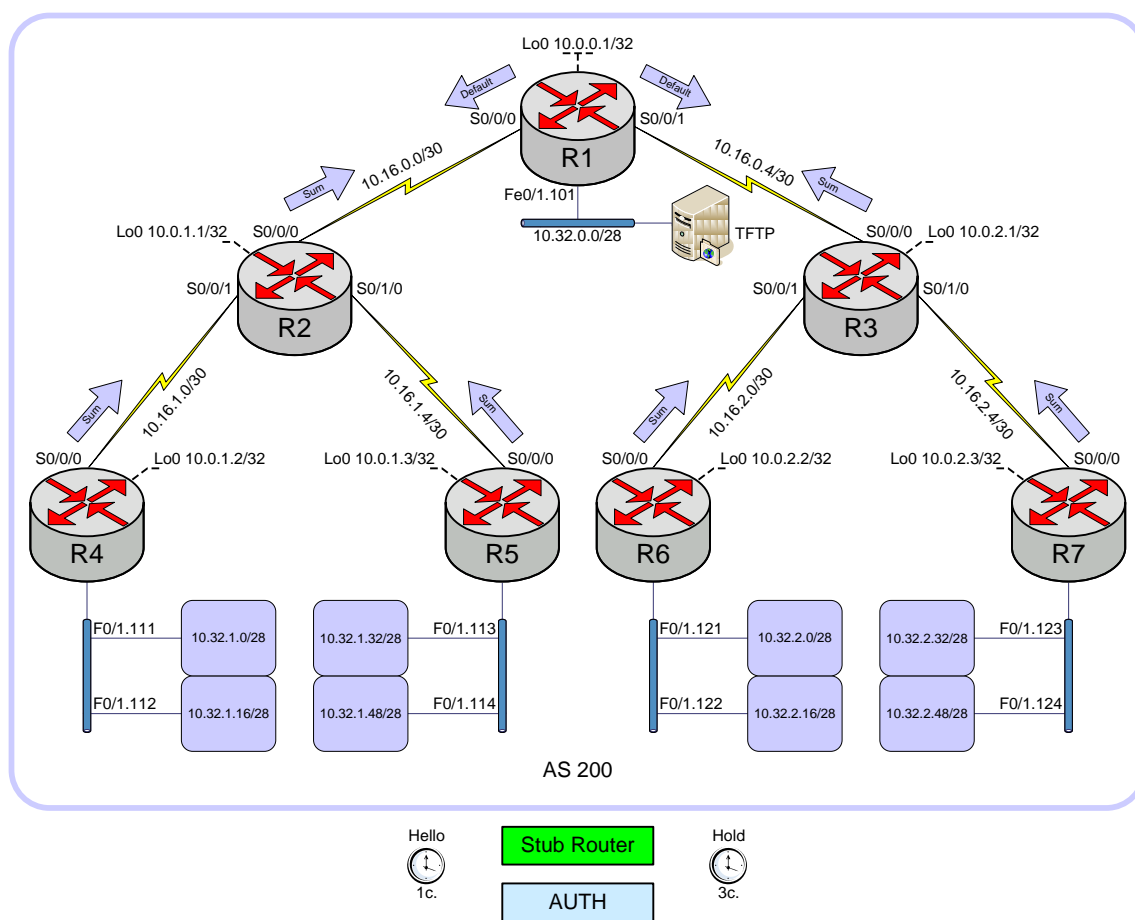 Lo0 10.0.0.1/32
Default
Default
S0/0/0
S0/0/1
R1
10.16.0.0/30
10.16.0.4/30
Fe0/1.101
Sum
Sum
TFTP
10.32.0.0/28
Lo0 10.0.1.1/32
S0/0/0
S0/0/0
Lo0 10.0.2.1/32
S0/0/1
S0/1/0
S0/0/1
S0/1/0
R2
R3
Sum
10.16.1.0/30
10.16.1.4/30
Sum
Sum
10.16.2.0/30
10.16.2.4/30
Sum
S0/0/0
Lo0 10.0.1.2/32
Lo0 10.0.1.3/32
S0/0/0
S0/0/0
Lo0 10.0.2.2/32
Lo0 10.0.2.3/32
S0/0/0
R4
R5
R6
R7
F0/1.111
10.32.1.0/28
10.32.1.32/28
F0/1.113
F0/1.121
10.32.2.0/28
10.32.2.32/28
F0/1.123
F0/1.112
10.32.1.16/28
10.32.1.48/28
F0/1.114
F0/1.122
10.32.2.16/28
10.32.2.48/28
F0/1.124
AS 200
Hello
1c.
Stub Router
Hold
3c.
AUTH